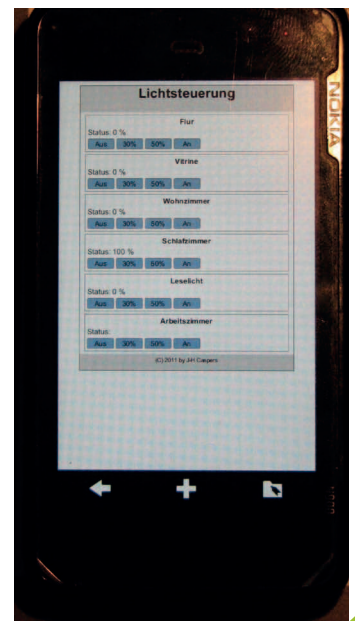 NOKIA
Lichtsteuerung
Flur
Status: 0 %
Aus 30% 50% An
Vitrine
Status: 0 %
Aus 30% 50% An
Wohnzimmer
Status: 0 %
Aus 30% 50% An
Schlafzimmer
Status: 100 %
Aus 30% 50% An
Leselicht
Status: 0 %
Aus 30% 50% An
Arbeitszimmer
Status:
Aus 30% 50% An
(C) 2011 by Jan Caspers